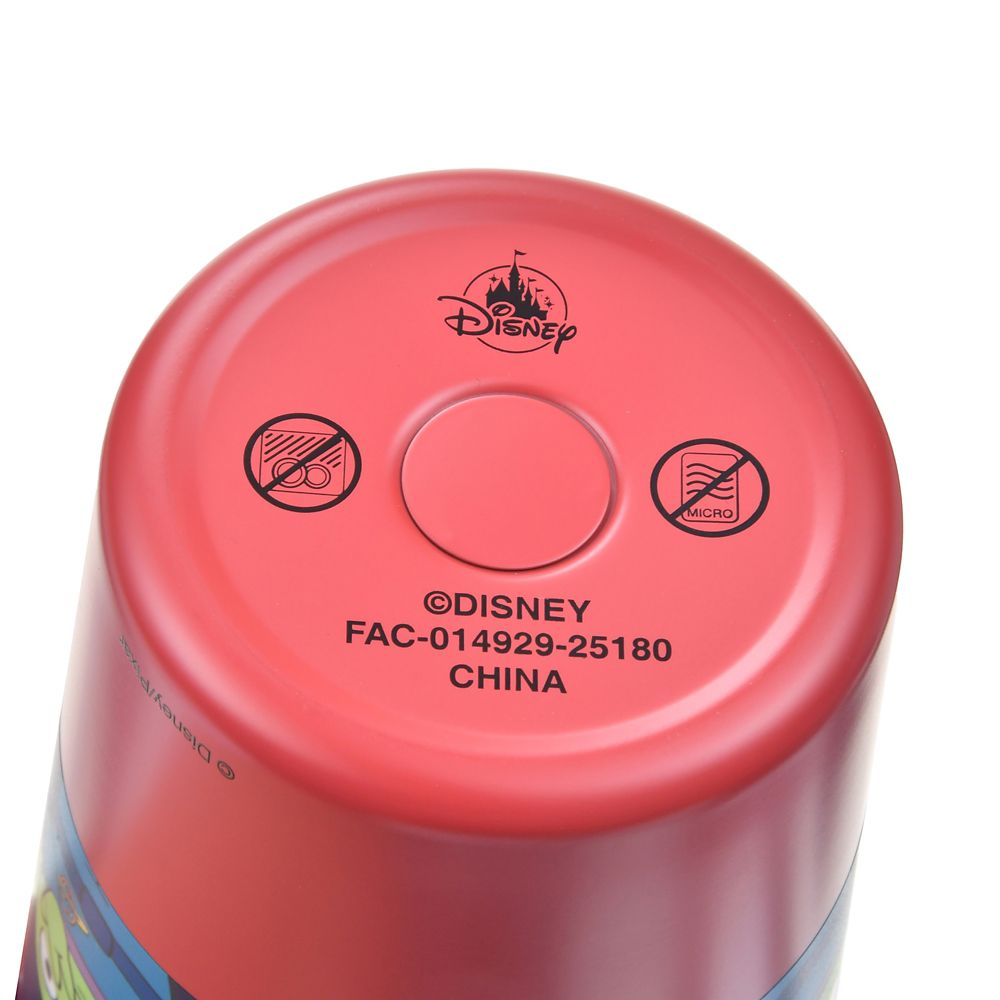 DISNEY
MICRO
©DISNEY
FAC-014929-25180
CHINA
© Disney/Pixar